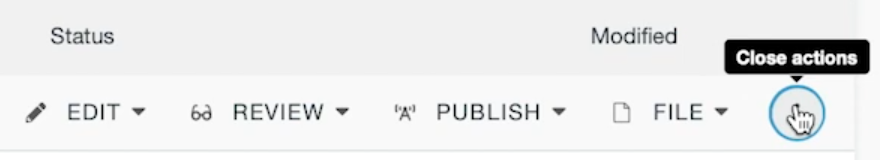 Status Modified
Close actions
EDIT REVIEW PUBLISH FILE